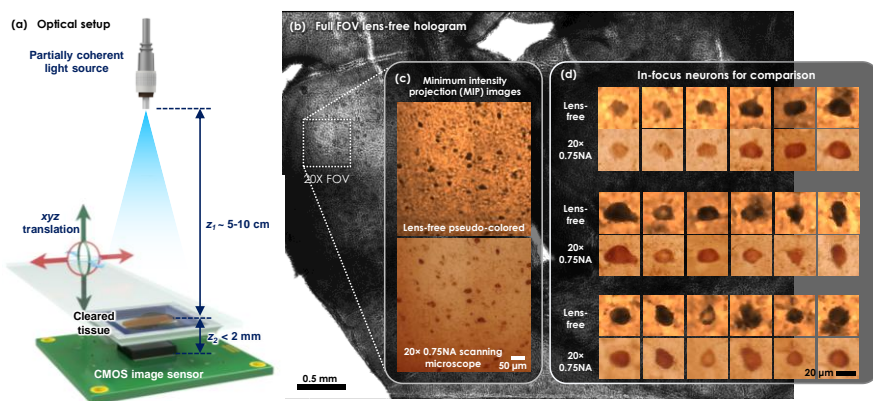 (a) Optical setup
Partially coherent
light source
xyz
translation
z₁ ~ 5-10 cm
Cleared
tissue
z₂ < 2 mm
CMOS image sensor
(b) Full FOV lens-free hologram
20X FOV
0.5 mm
(c)
Minimum intensity
projection (MIP) images
Lens-free pseudo-colored
20× 0.75NA scanning
microscope
50 µm
(d)
In-focus neurons for comparison
Lens-
free
20×
0.75NA
Lens-
free
20×
0.75NA
Lens-
free
20×
0.75NA
20 µm